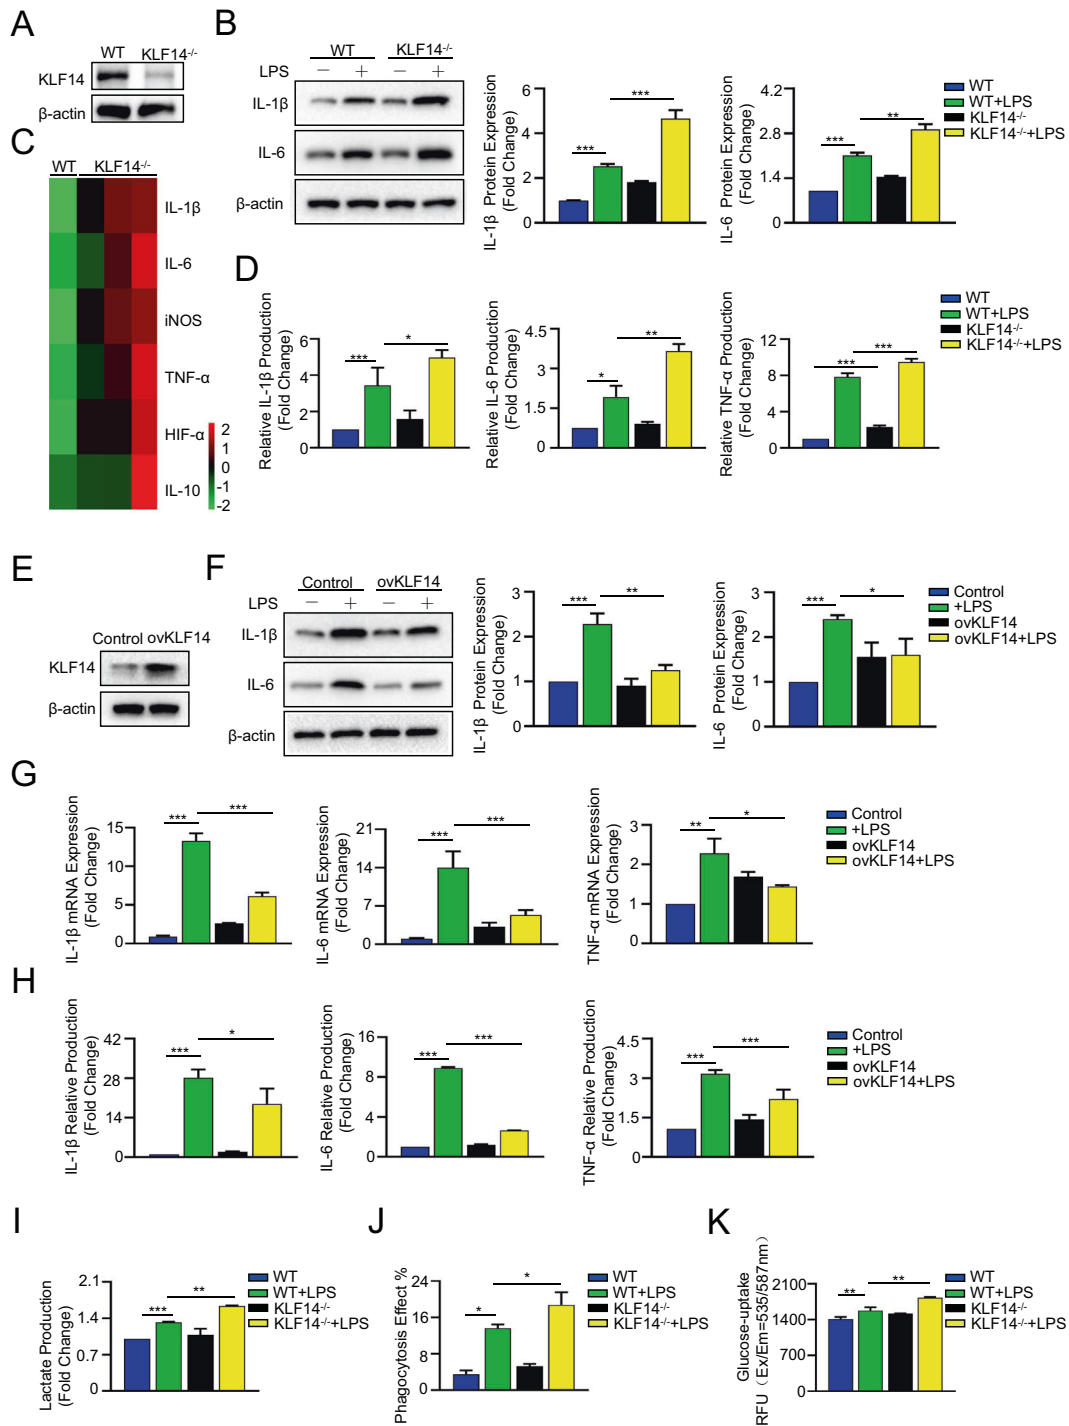 A
WT KLF14-/-
KLF14
β-actin
B
WT KLF14-/-
LPS – + – +
IL-1β
IL-6
β-actin
IL-1β Protein Expression
(Fold Change)
6
4
2
0
***
***
IL-6 Protein Expression
(Fold Change)
4.2
2.8
1.4
0
***
**
WT
WT+LPS
KLF14-/-
KLF14-/-+LPS
C
WT KLF14-/-
IL-1β
IL-6
iNOS
TNF-α
HIF-α
IL-10
2
1
0
-1
-2
D
Relative IL-1β Production
(Fold Change)
6
4
2
0
***
*
Relative IL-6 Production
(Fold Change)
4.5
3
1.5
0
*
**
Relative TNF-α Production
(Fold Change)
12
8
4
0
***
***
WT
WT+LPS
KLF14-/-
KLF14-/-+LPS
E
Control ovKLF14
KLF14
β-actin
F
Control ovKLF14
LPS – + – +
IL-1β
IL-6
β-actin
IL-1β Protein Expression
(Fold Change)
3
2
1
0
***
**
IL-6 Protein Expression
(Fold Change)
3
2
1
0
***
*
Control
+LPS
ovKLF14
ovKLF14+LPS
G
IL-1β mRNA Expression
(Fold Change)
15
10
5
0
***
***
IL-6 mRNA Expression
(Fold Change)
21
14
7
0
***
***
TNF-α mRNA Expression
(Fold Change)
3
2
1
0
**
*
Control
+LPS
ovKLF14
ovKLF14+LPS
H
IL-1β Relative Production
(Fold Change)
42
28
14
0
***
*
IL-6 Relative Production
(Fold Change)
16
8
4
0
***
***
TNF-α Relative Production
(Fold Change)
4.5
3
1.5
0
***
***
Control
+LPS
ovKLF14
ovKLF14+LPS
I
Lactate Production
(Fold Change)
2.1
1.4
0.7
0
***
**
WT
WT+LPS
KLF14-/-
KLF14-/-+LPS
J
Phagocytosis Effect %
24
16
8
0
*
*
WT
WT+LPS
KLF14-/-
KLF14-/-+LPS
K
Glucose-uptake
RFU（Ex/Em=535/587nm）
2100
1400
700
0
**
**
WT
WT+LPS
KLF14-/-
KLF14-/-+LPS